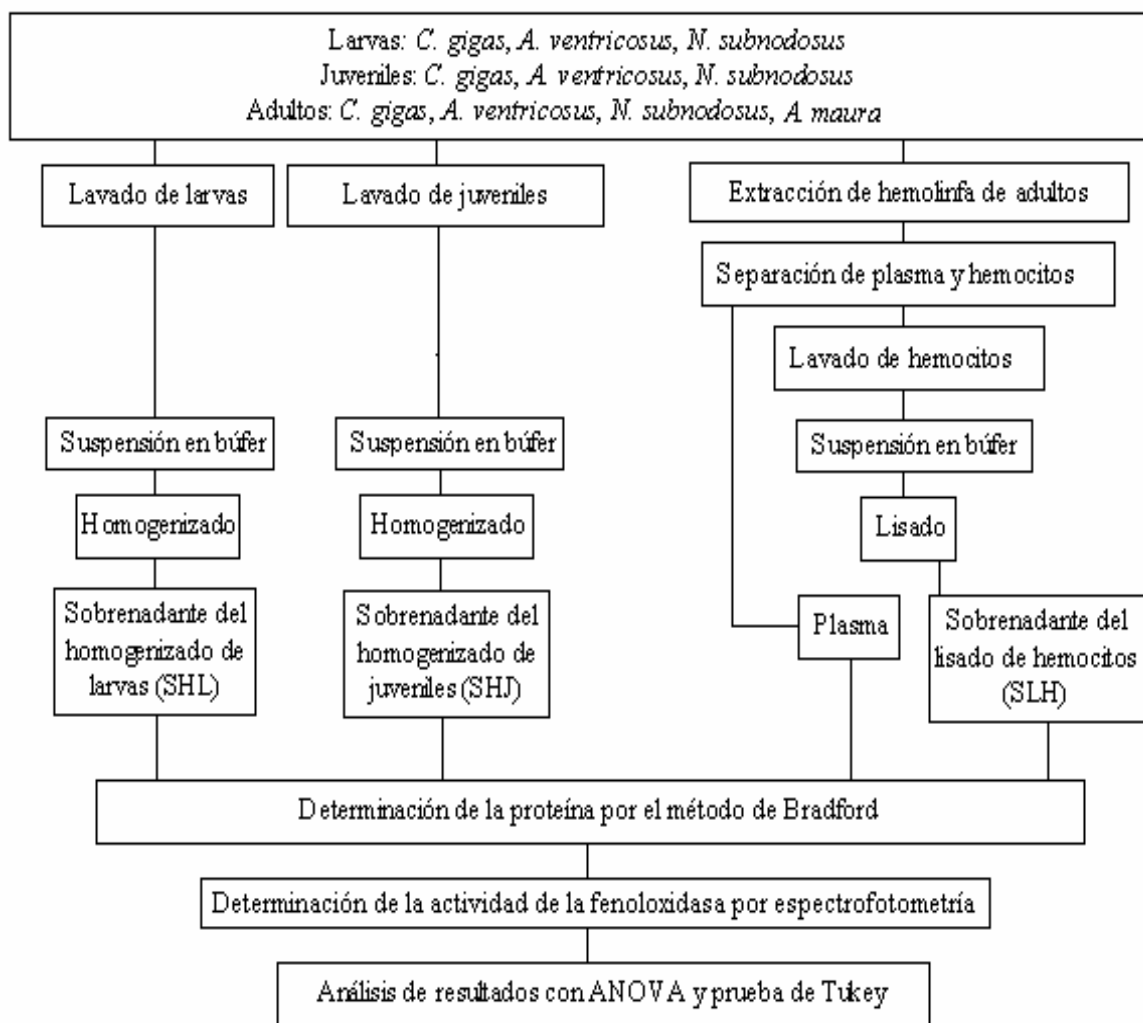 Larvas: C. gigas, A. ventricosus, N. subnodosus
Juveniles: C. gigas, A. ventricosus, N. subnodosus
Adultos: C. gigas, A. ventricosus, N. subnodosus, A maura
Lavado de larvas
Lavado de juveniles
Extracción de hemolinfa de adultos
Separación de plasma y hemocitos
Lavado de hemocitos
Suspensión en búfer
Suspensión en búfer
Suspensión en búfer
Homogenizado
Homogenizado
Lisado
Sobrenadante del
homogenizado de
larvas (SHL)
Sobrenadante del
homogenizado de
juveniles (SHJ)
Plasma
Sobrenadante del
lisado de hemocitos
(SLH)
Determinación de la proteína por el método de Bradford
Determinación de la actividad de la fenoloxidasa por espectrofotometría
Análisis de resultados con ANOVA y prueba de Tukey